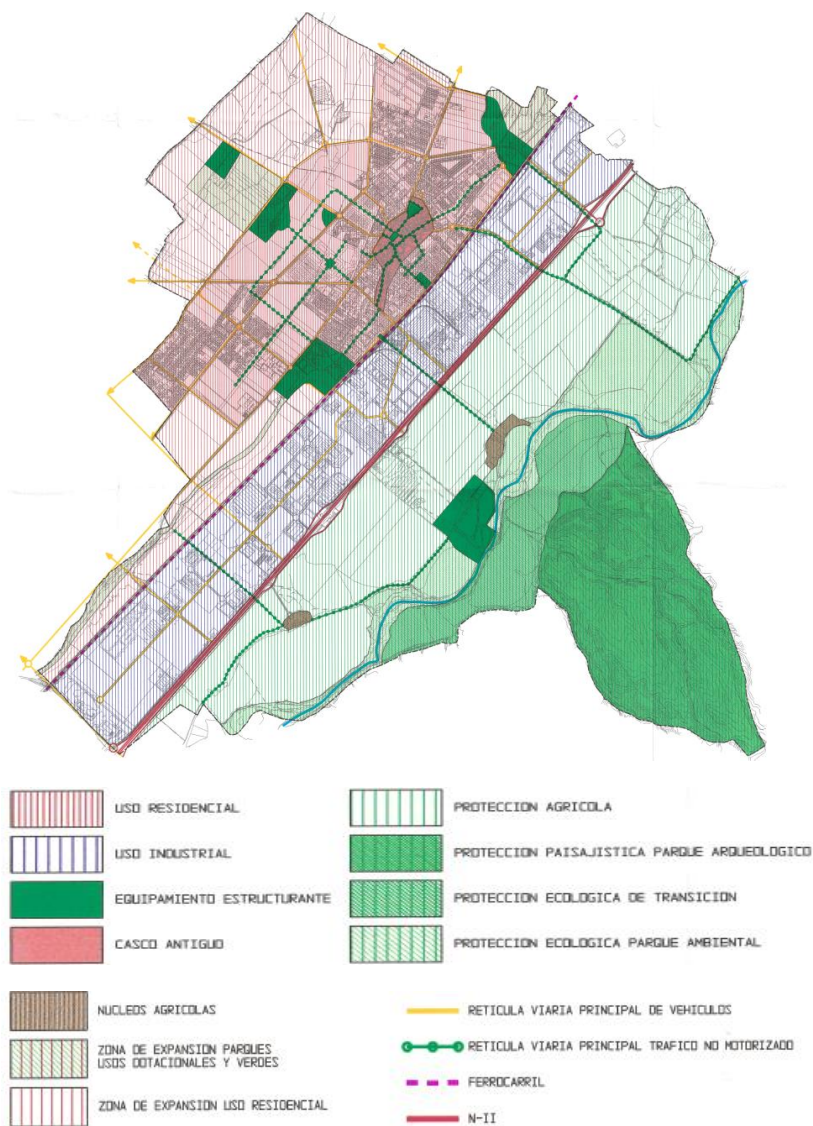 USO RESIDENCIAL
USO INDUSTRIAL
EQUIPAMIENTO ESTRUCTURANTE
CASCO ANTIGUO
NUCLEOS AGRICOLAS
ZONA DE EXPANSION PARQUES
USOS DOTACIONALES Y VERDES
ZONA DE EXPANSION USO RESIDENCIAL
PROTECCION AGRICOLA
PROTECCION PAISAJISTICA PARQUE ARQUEOLOGICO
PROTECCION ECOLOGICA DE TRANSICION
PROTECCION ECOLOGICA PARQUE AMBIENTAL
RETICULA VIARIA PRINCIPAL DE VEHICULOS
RETICULA VIARIA PRINCIPAL TRAFICO NO MOTORIZADO
FERROCARRIL
N-II